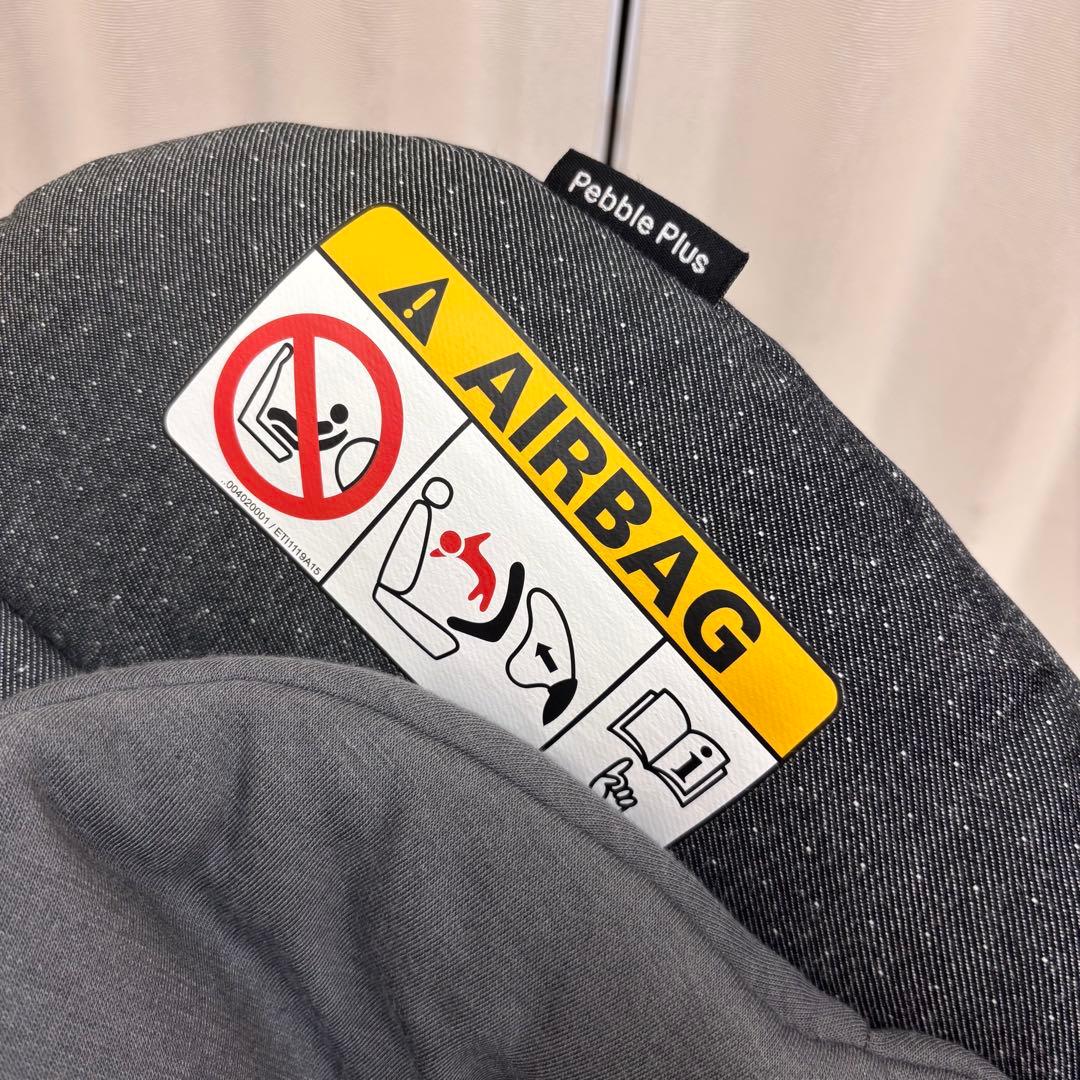 Pebble Plus
AIRBAG
..004020001 / ETI1119A15
i